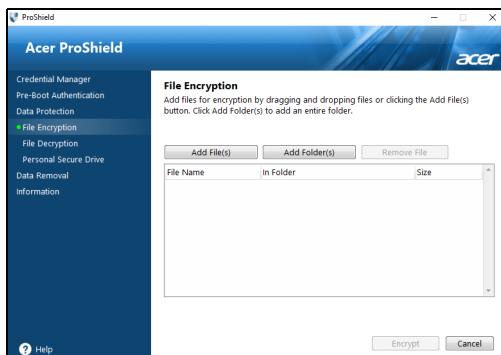 ProShield
Acer ProShield
acer
Credential Manager
Pre-Boot Authentication
Data Protection
File Encryption
File Decryption
Personal Secure Drive
Data Removal
Information
Help
File Encryption
Add files for encryption by dragging and dropping files or clicking the Add File(s)
button. Click Add Folder(s) to add an entire folder.
Add File(s) Add Folder(s) Remove File
File Name In Folder Size
Encrypt Cancel